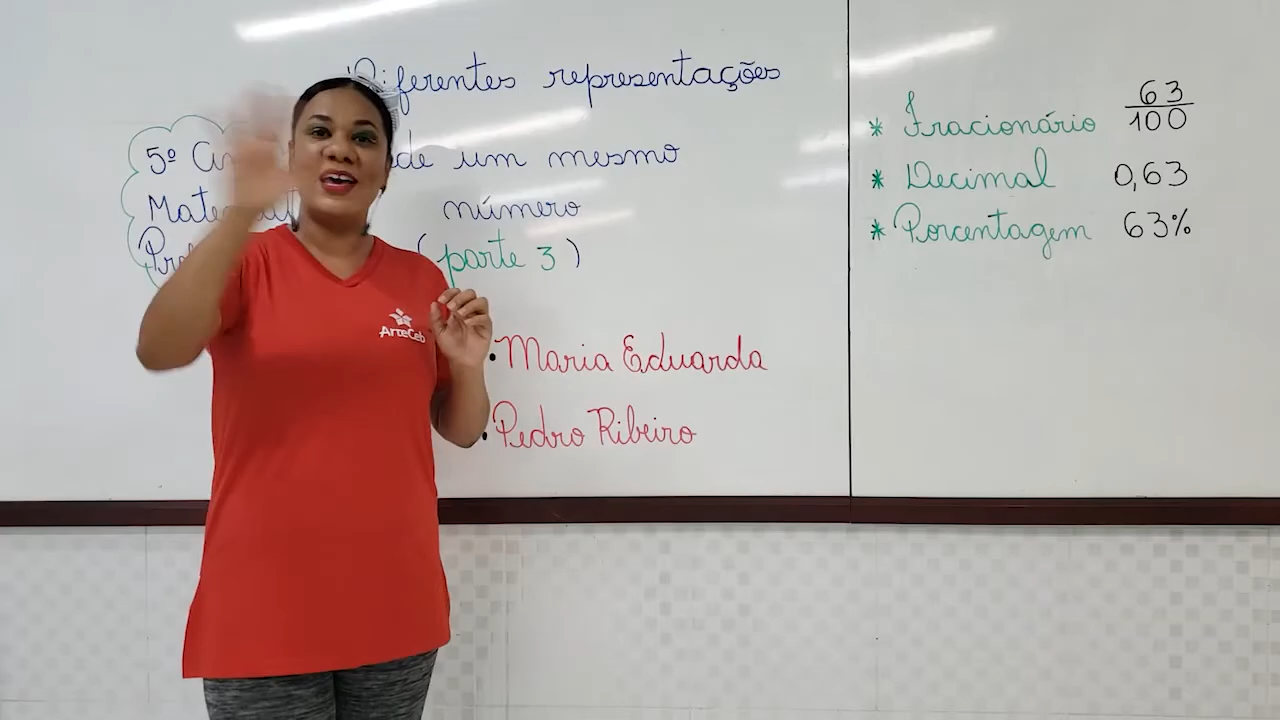 Diferentes representações
5º
de um mesmo
número
(parte 3)
• Maria Eduarda
• Pedro Ribeiro
* Fracionário 63/100
* Decimal 0,63
* Porcentagem 63%
ArteCeb